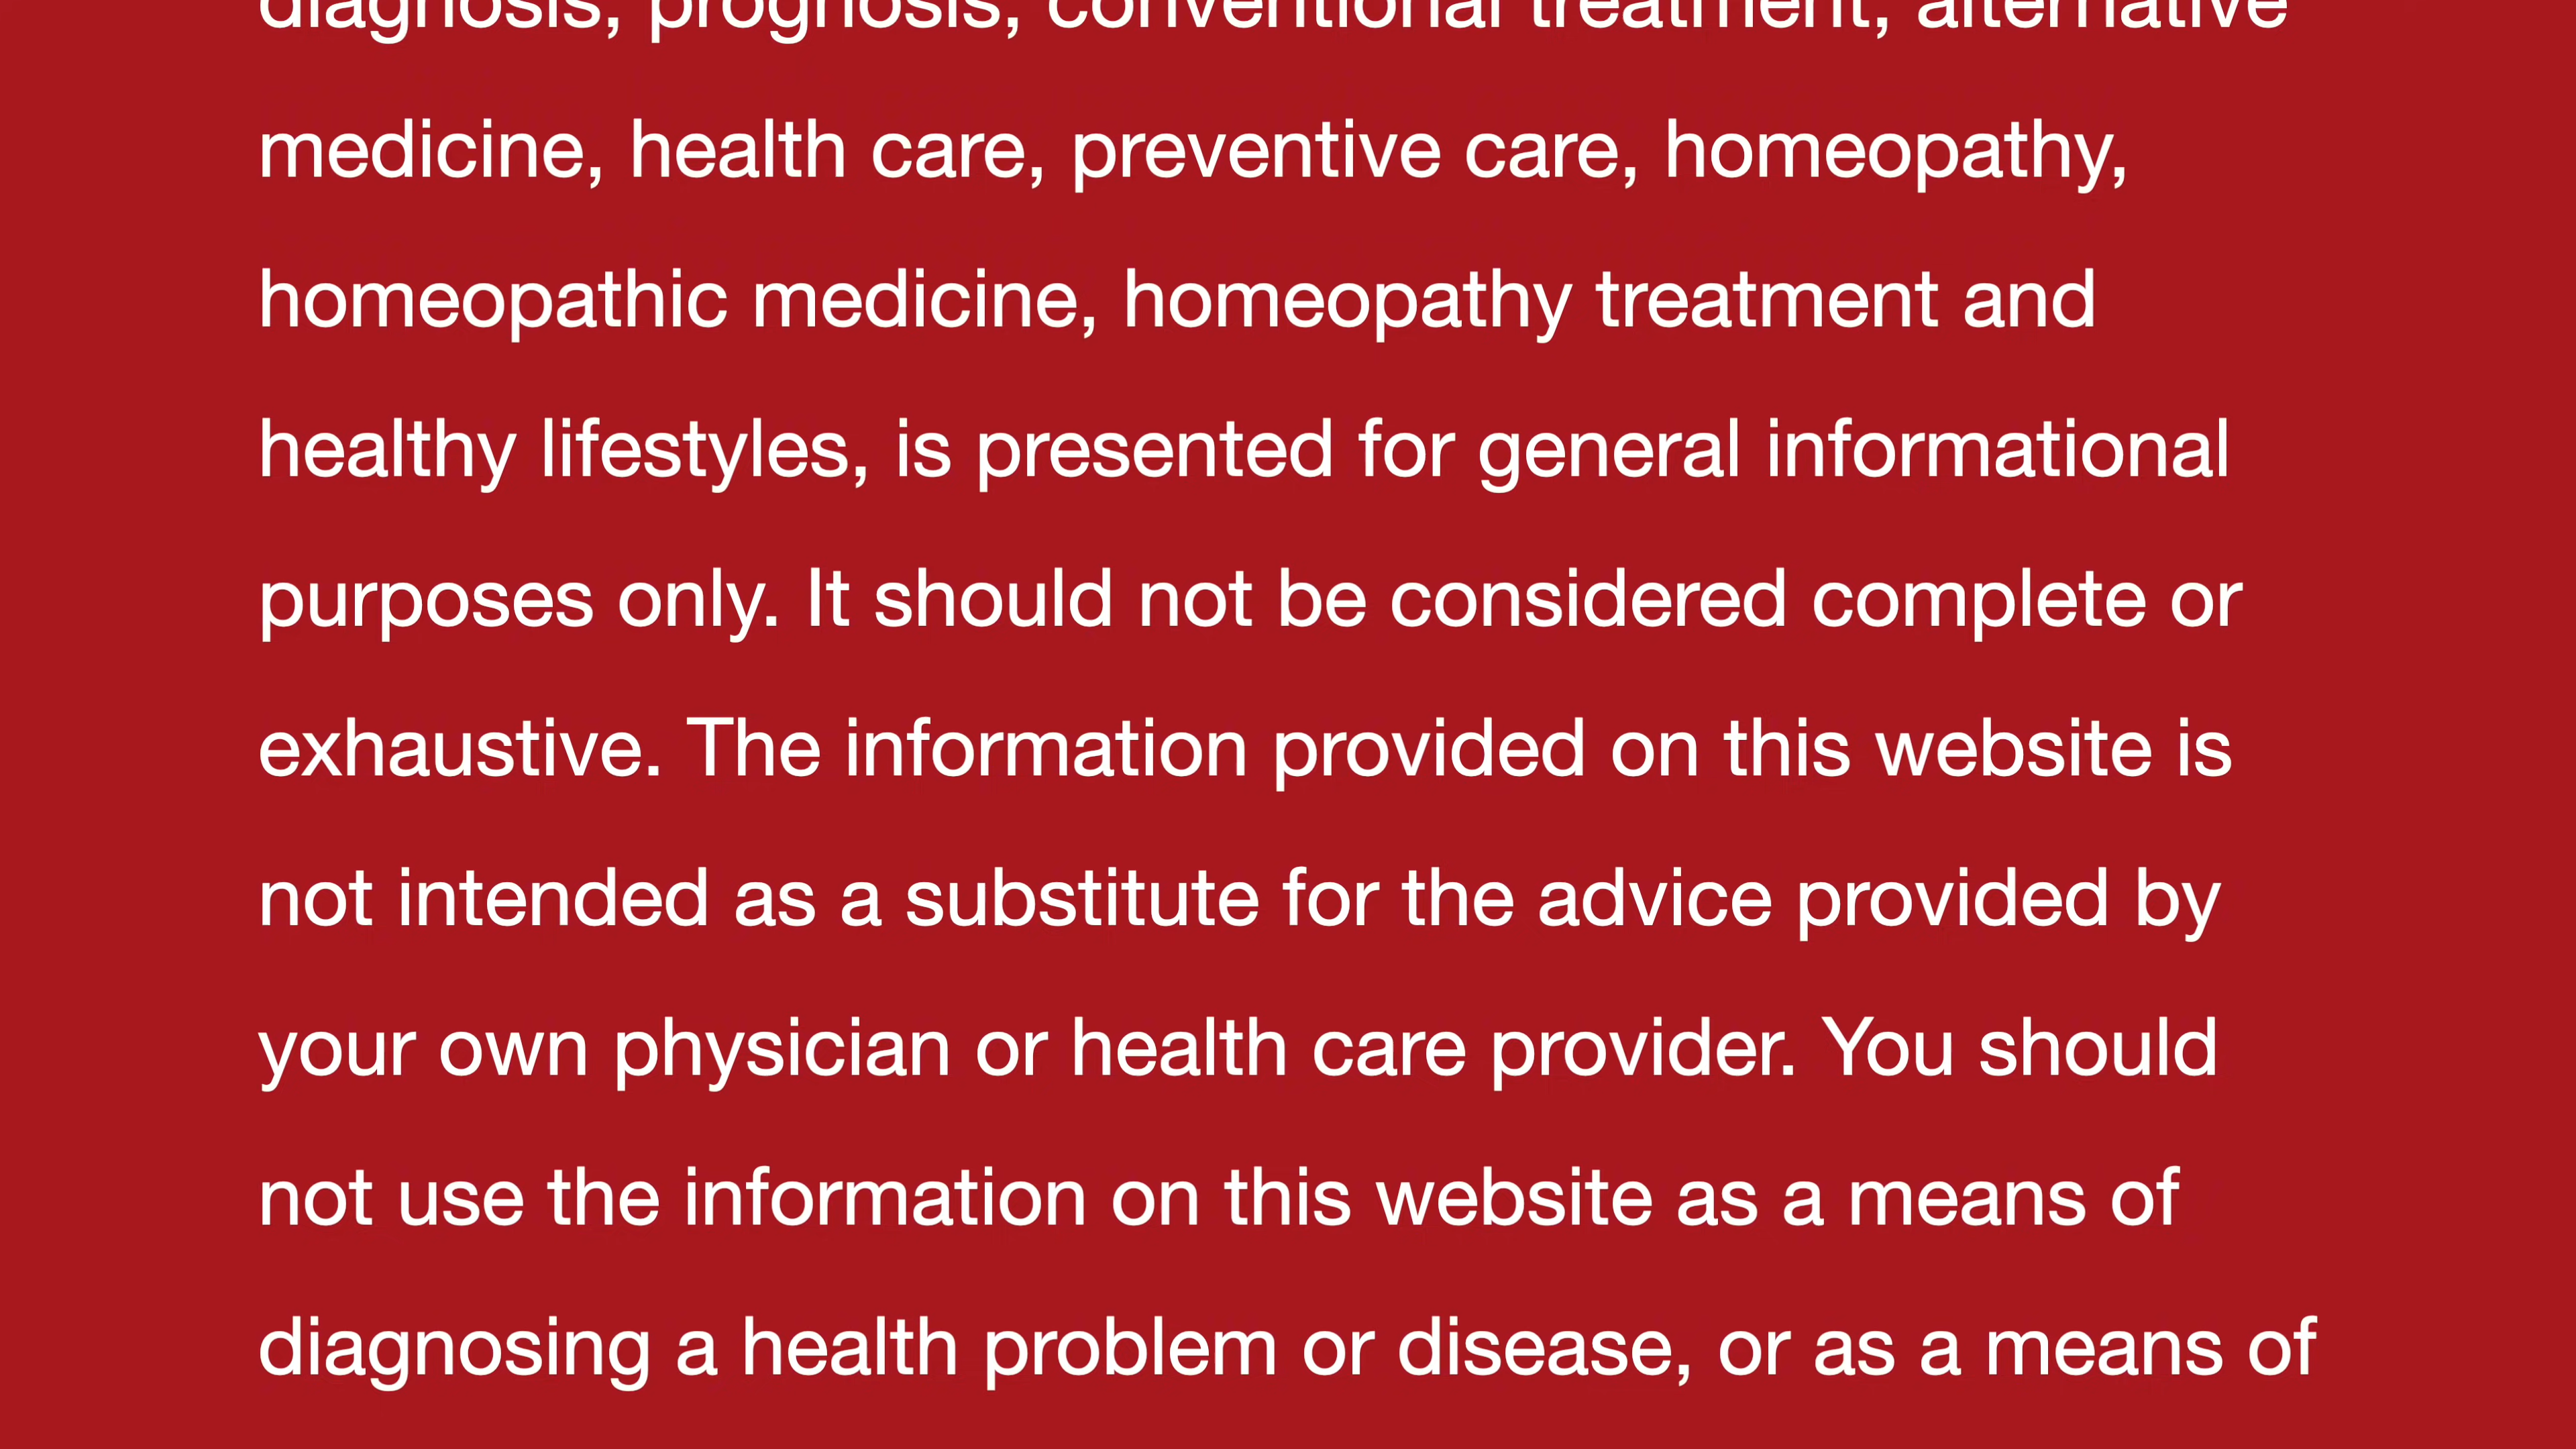 diagnosis, prognosis, conventional treatment, alternative
medicine, health care, preventive care, homeopathy,
homeopathic medicine, homeopathy treatment and
healthy lifestyles, is presented for general informational
purposes only. It should not be considered complete or
exhaustive. The information provided on this website is
not intended as a substitute for the advice provided by
your own physician or health care provider. You should
not use the information on this website as a means of
diagnosing a health problem or disease, or as a means of